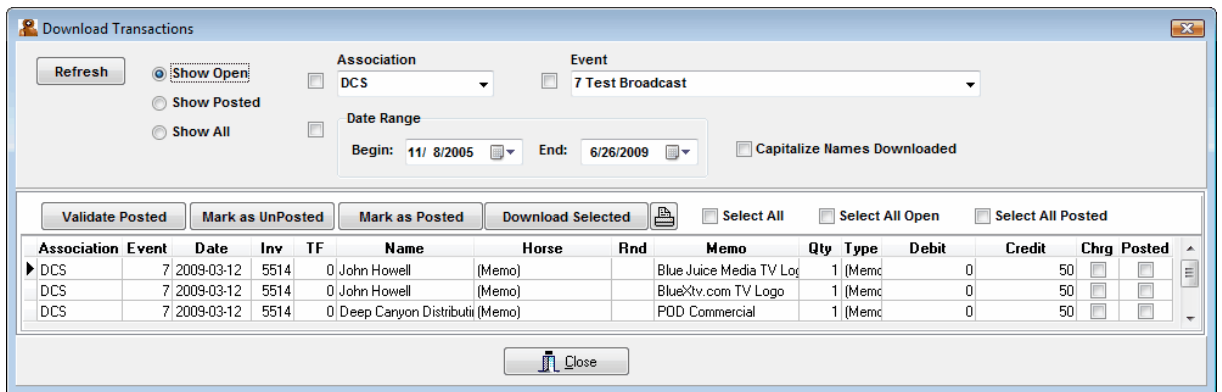 Download Transactions
Refresh
Show Open
Show Posted
Show All
Association
DCS
Event
7 Test Broadcast
Date Range
Begin: 11/ 8/2005 End: 6/26/2009
Capitalize Names Downloaded
Validate Posted Mark as UnPosted Mark as Posted Download Selected Select All Select All Open Select All Posted
Association Event Date Inv TF Name Horse Rnd Memo Qty Type Debit Credit Chrg Posted
DCS 7 2009-03-12 5514 0 John Howell (Memo) Blue Juice Media TV Log 1 (Memo 0 50
DCS 7 2009-03-12 5514 0 John Howell (Memo) BlueXtv.com TV Logo 1 (Memo 0 50
DCS 7 2009-03-12 5514 0 Deep Canyon Distributi (Memo) POD Commercial 1 (Memo 0 50
Close